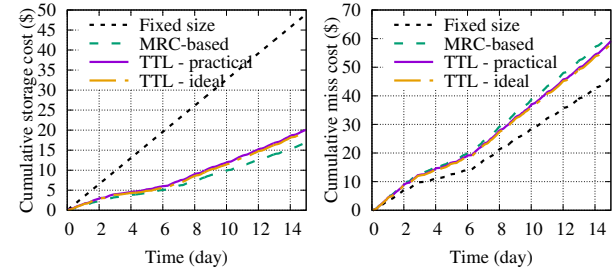 Cumulative storage cost ($)
50
45
40
35
30
25
20
15
10
5
0
Fixed size
MRC-based
TTL - practical
TTL - ideal
0 2 4 6 8 10 12 14
Time (day)
Cumulative miss cost ($)
70
60
50
40
30
20
10
0
Fixed size
MRC-based
TTL - practical
TTL - ideal
0 2 4 6 8 10 12 14
Time (day)